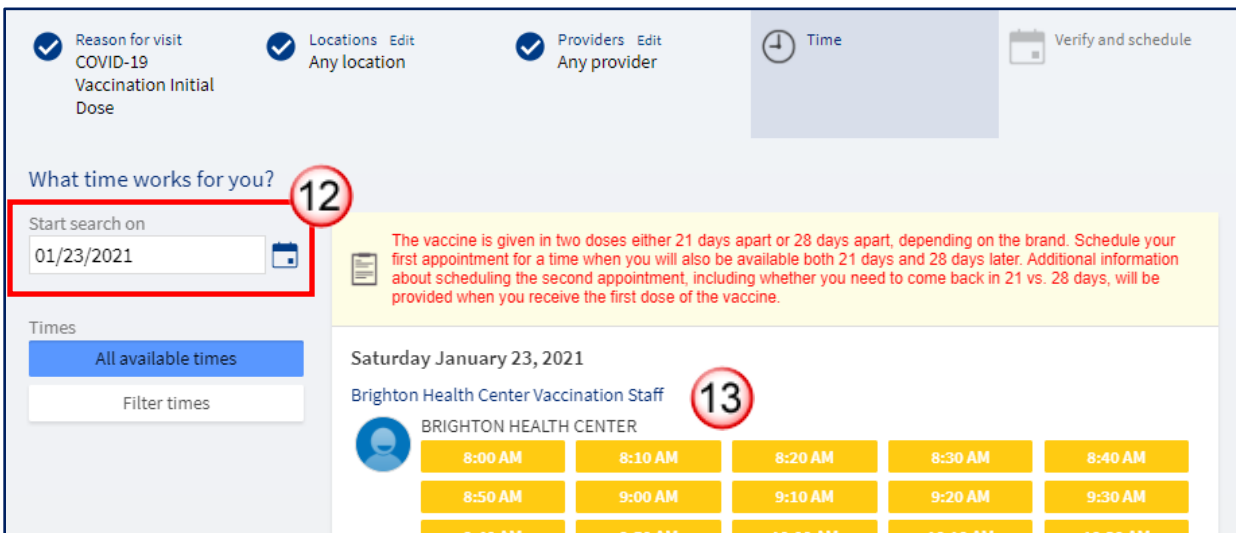 Reason for visit
COVID-19
Vaccination Initial
Dose
Locations Edit
Any location
Providers Edit
Any provider
Time
Verify and schedule
What time works for you?
12
Start search on
01/23/2021
The vaccine is given in two doses either 21 days apart or 28 days apart, depending on the brand. Schedule your
first appointment for a time when you will also be available both 21 days and 28 days later. Additional information
about scheduling the second appointment, including whether you need to come back in 21 vs. 28 days, will be
provided when you receive the first dose of the vaccine.
Times
All available times
Filter times
Saturday January 23, 2021
Brighton Health Center Vaccination Staff
13
BRIGHTON HEALTH CENTER
8:00 AM 8:10 AM 8:20 AM 8:30 AM 8:40 AM
8:50 AM 9:00 AM 9:10 AM 9:20 AM 9:30 AM